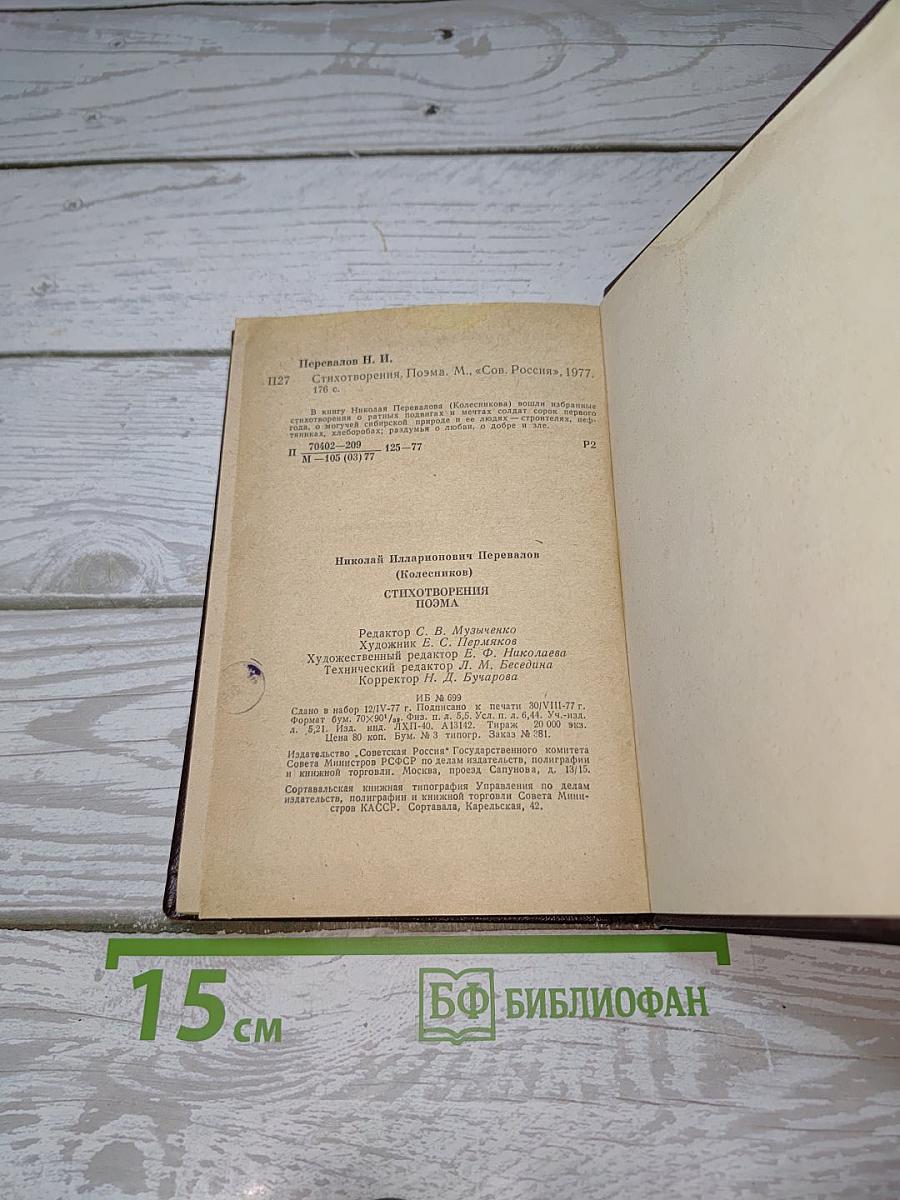 Перевалов Н. И.
П27 Стихотворения. Поэма. М., «Сов. Россия», 1977.
176 с.
В книгу Николая Перевалова (Колесникова) вошли избранные
стихотворения о ратных подвигах и мечтах солдат сорок первого
года, о могучей сибирской природе и ее людях — строителях, неф-
тяниках, хлеборобах; раздумья о любви, о добре и зле.
П 70402—209 125—77 Р2
М—105 (03) 77
Николай Илларионович Перевалов
(Колесников)
СТИХОТВОРЕНИЯ
ПОЭМА
Редактор С. В. Музыченко
Художник Е. С. Пермяков
Художественный редактор Е. Ф. Николаева
Технический редактор Л. М. Беседина
Корректор Н. Д. Бучарова
ИБ № 699
Сдано в набор 12/IV-77 г. Подписано к печати 30/VIII-77 г.
Формат бум. 70×90¹/₃₂. Физ. п. л. 5,5. Усл. п. л. 6,44. Уч.-изд.
л. 5,21. Изд. инд. ЛХП-40. А13142. Тираж 20 000 экз.
Цена 80 коп. Бум. № 3 типогр. Заказ № 381.
Издательство „Советская Россия“ Государственного комитета
Совета Министров РСФСР по делам издательств, полиграфии
и книжной торговли. Москва, проезд Сапунова, д. 13/15.
Сортавальская книжная типография Управления по делам
издательств, полиграфии и книжной торговли Совета Мини-
стров КАССР. Сортавала, Карельская, 42.
15 см БФ БИБЛИОФАН